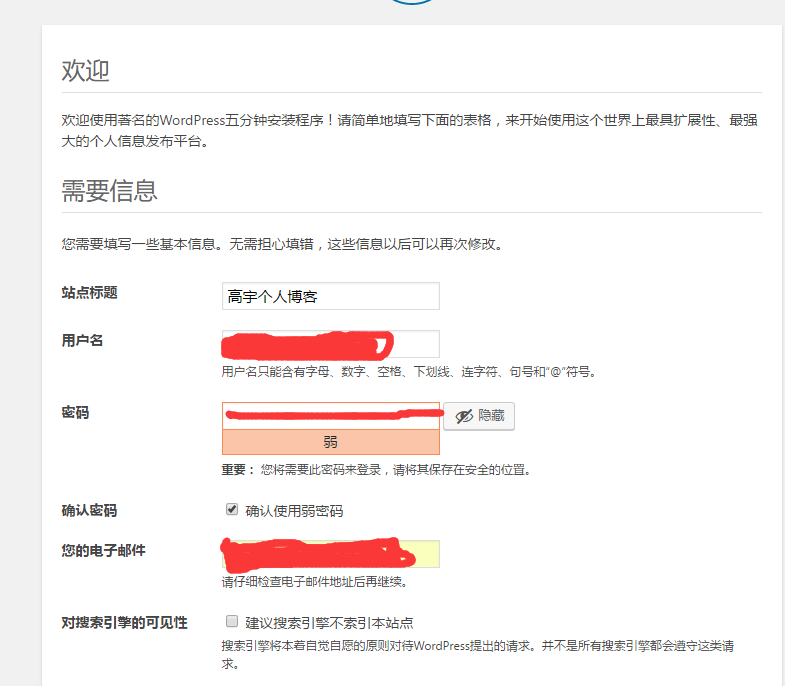 欢迎
欢迎使用著名的WordPress五分钟安装程序！请简单地填写下面的表格，来开始使用这个世界上最具扩展性、最强
大的个人信息发布平台。
需要信息
您需要填写一些基本信息。无需担心填错，这些信息以后可以再次修改。
站点标题
高宇个人博客
用户名
用户名只能含有字母、数字、空格、下划线、连字符、句号和“@”符号。
密码
隐藏
弱
重要： 您将需要此密码来登录，请将其保存在安全的位置。
确认密码
确认使用弱密码
您的电子邮件
请仔细检查电子邮件地址后再继续。
对搜索引擎的可见性
建议搜索引擎不索引本站点
搜索引擎将本着自觉自愿的原则对待WordPress提出的请求。并不是所有搜索引擎都会遵守这类请
求。